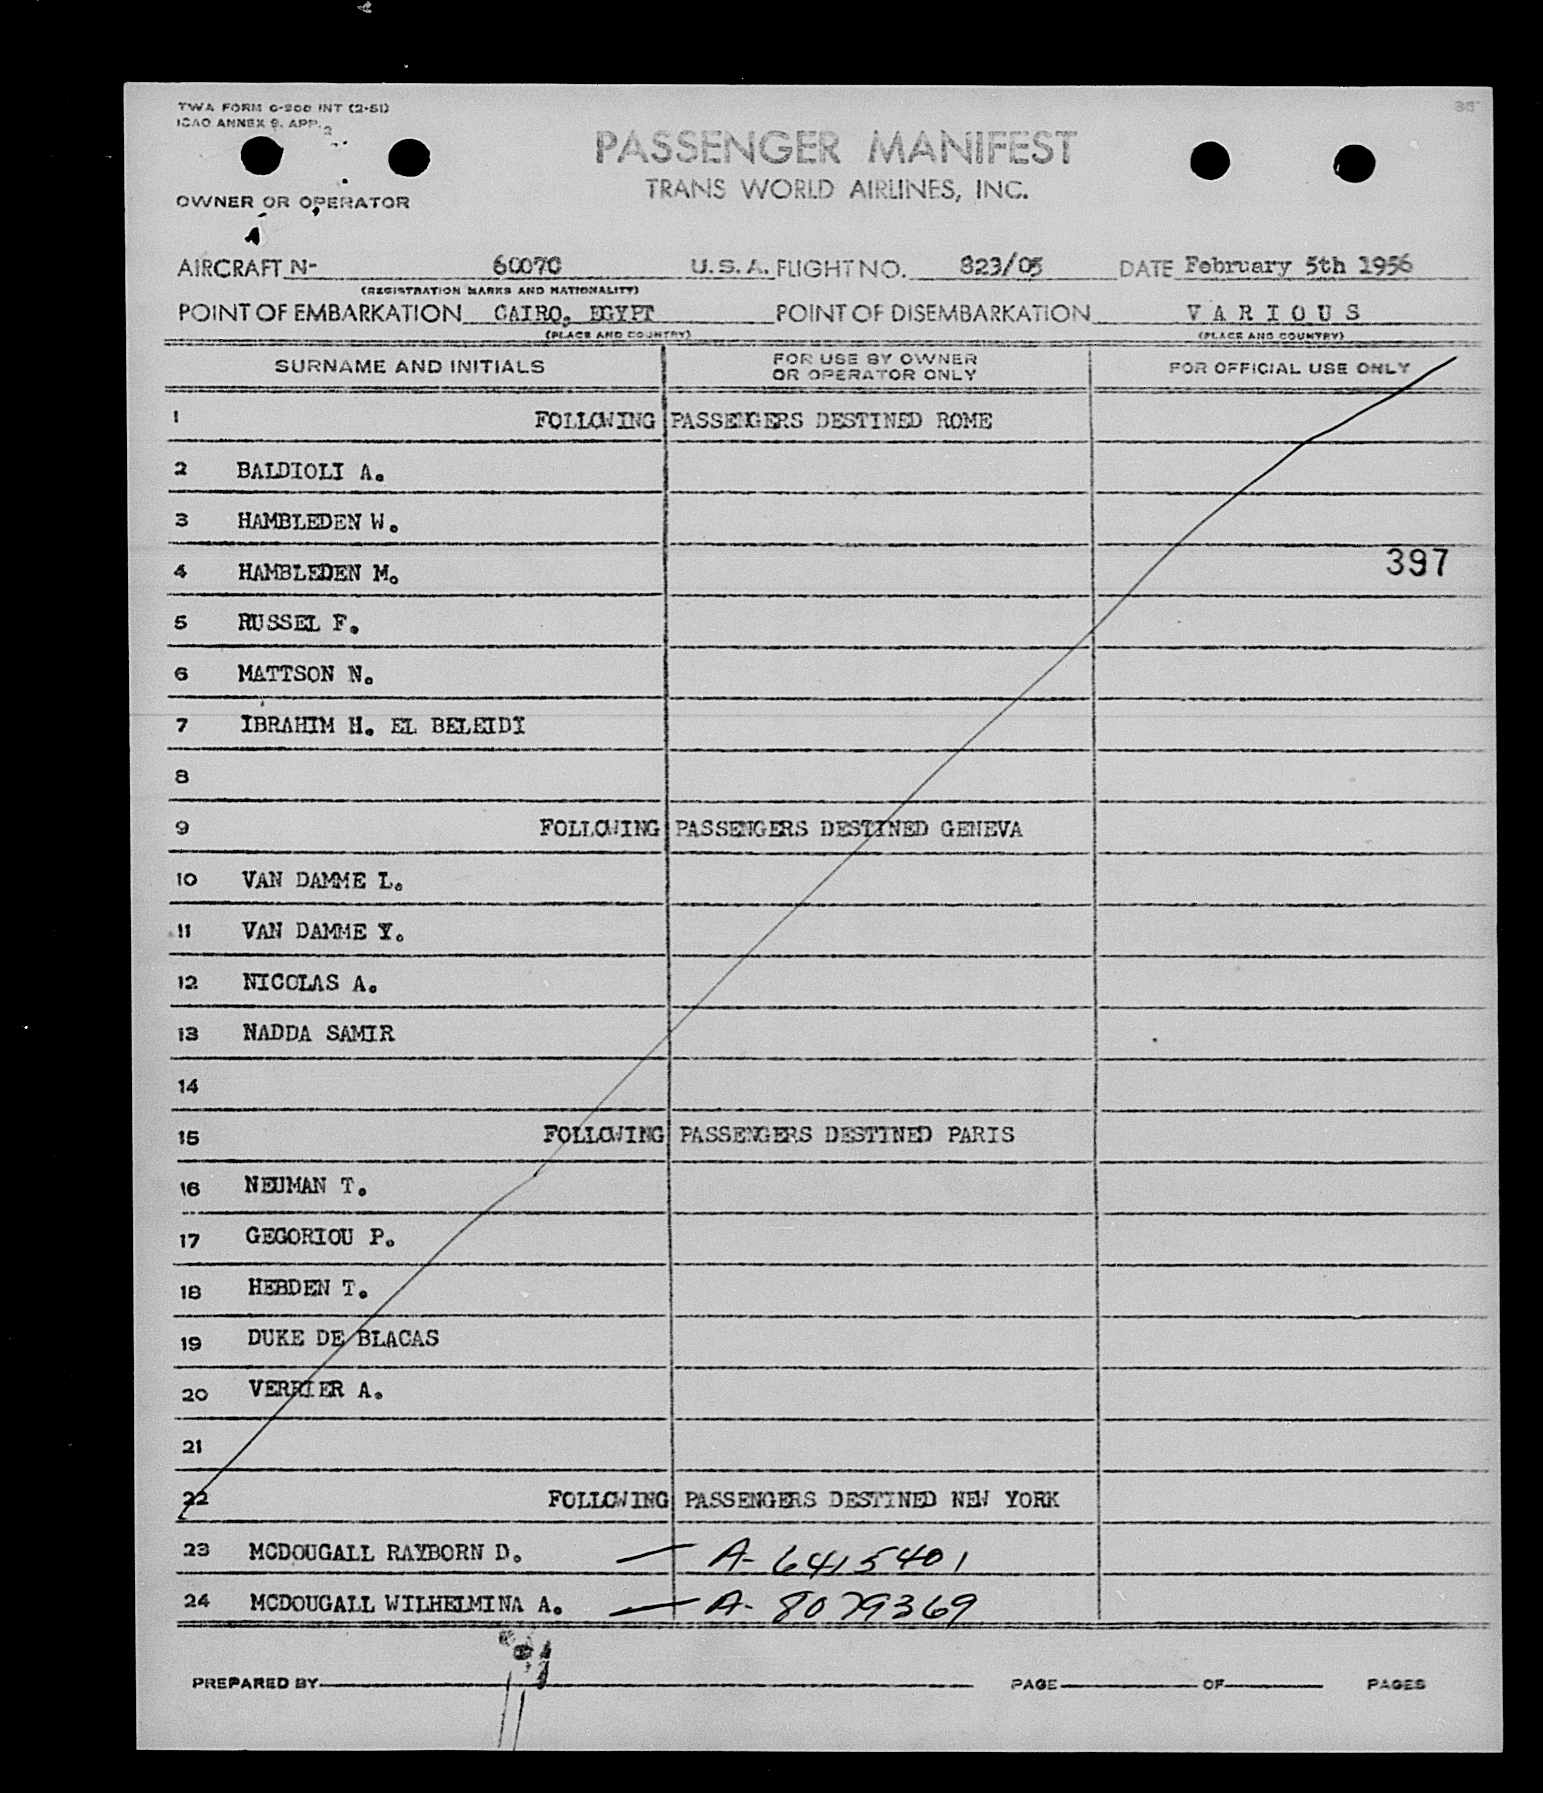 TWA FORM C-200 INT (2-51)
ICAO ANNEX 9, APP. 2
PASSENGER MANIFEST
TRANS WORLD AIRLINES, INC.
OWNER OR OPERATOR
AIRCRAFT N- 6007C U.S.A. FLIGHT NO. 823/05 DATE February 5th 1956
(REGISTRATION MARKS AND NATIONALITY)
POINT OF EMBARKATION CAIRO, EGYPT POINT OF DISEMBARKATION V A R I O U S
(PLACE AND COUNTRY) (PLACE AND COUNTRY)
SURNAME AND INITIALS FOR USE BY OWNER OR OPERATOR ONLY FOR OFFICIAL USE ONLY
1 FOLLOWING PASSENGERS DESTINED ROME
2 BALDIOLI A.
3 HAMBLEDEN W.
397
4 HAMBLEDEN M.
5 RUSSEL F.
6 MATTSON N.
7 IBRAHIM H. EL BELEIDI
8
9 FOLLOWING PASSENGERS DESTINED GENEVA
10 VAN DAMME L.
11 VAN DAMME Y.
12 NICOLAS A.
13 NADDA SAMIR
14
15 FOLLOWING PASSENGERS DESTINED PARIS
16 NEUMAN T.
17 GEGORIOU P.
18 HEBDEN T.
19 DUKE DE BLACAS
20 VERRIER A.
21
22 FOLLOWING PASSENGERS DESTINED NEW YORK
23 MCDOUGALL RAYBORN D. — A-6415401
24 MCDOUGALL WILHELMINA A. — A-8079369
PREPARED BY PAGE OF PAGES